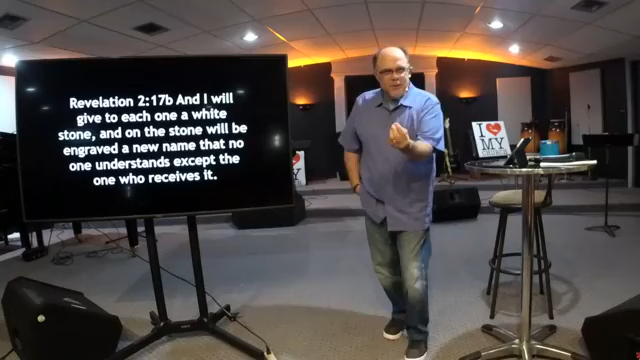 Revelation 2:17b And I will
give to each one a white
stone, and on the stone will be
engraved a new name that no
one understands except the
one who receives it.
I
MY
CHURCH